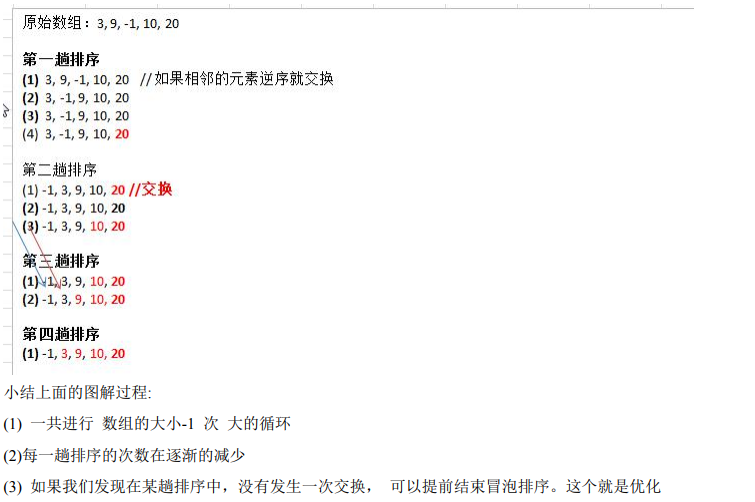 原始数组：3, 9, -1, 10, 20
第一趟排序
(1) 3, 9, -1, 10, 20 //如果相邻的元素逆序就交换
(2) 3, -1, 9, 10, 20
(3) 3, -1, 9, 10, 20
(4) 3, -1, 9, 10, 20
第二趟排序
(1) -1, 3, 9, 10, 20 //交换
(2) -1, 3, 9, 10, 20
(3) -1, 3, 9, 10, 20
第三趟排序
(1) -1, 3, 9, 10, 20
(2) -1, 3, 9, 10, 20
第四趟排序
(1) -1, 3, 9, 10, 20
小结上面的图解过程:
(1) 一共进行 数组的大小-1 次 大的循环
(2)每一趟排序的次数在逐渐的减少
(3) 如果我们发现在某趟排序中，没有发生一次交换， 可以提前结束冒泡排序。这个就是优化